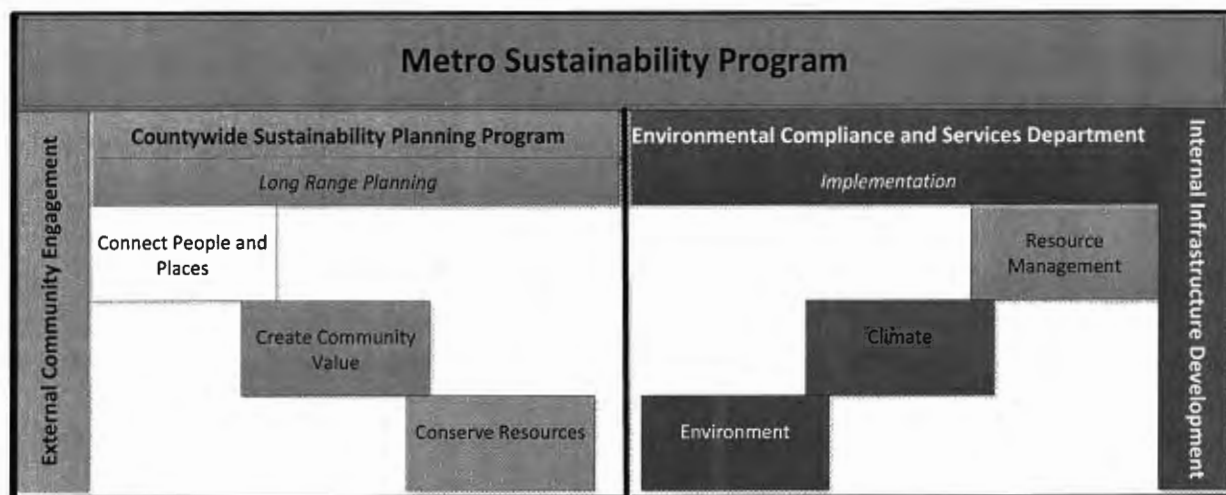 Metro Sustainability Program
External Community Engagement
Countywide Sustainability Planning Program
Long Range Planning
Connect People and
Places
Create Community
Value
Conserve Resources
Environmental Compliance and Services Department
Implementation
Resource
Management
Climate
Environment
Internal Infrastructure Development